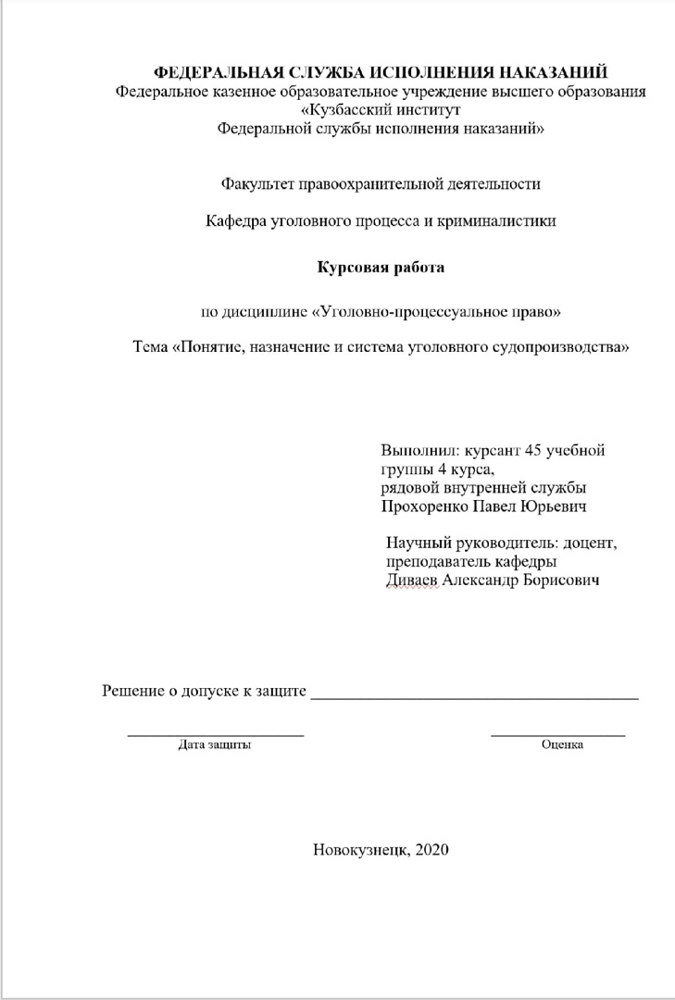 ФЕДЕРАЛЬНАЯ СЛУЖБА ИСПОЛНЕНИЯ НАКАЗАНИЙ
Федеральное казенное образовательное учреждение высшего образования
«Кузбасский институт
Федеральной службы исполнения наказаний»
Факультет правоохранительной деятельности
Кафедра уголовного процесса и криминалистики
Курсовая работа
по дисциплине «Уголовно-процессуальное право»
Тема «Понятие, назначение и система уголовного судопроизводства»
Выполнил: курсант 45 учебной
группы 4 курса,
рядовой внутренней службы
Прохоренко Павел Юрьевич
Научный руководитель: доцент,
преподаватель кафедры
Диваев Александр Борисович
Решение о допуске к защите
Дата защиты Оценка
Новокузнецк, 2020